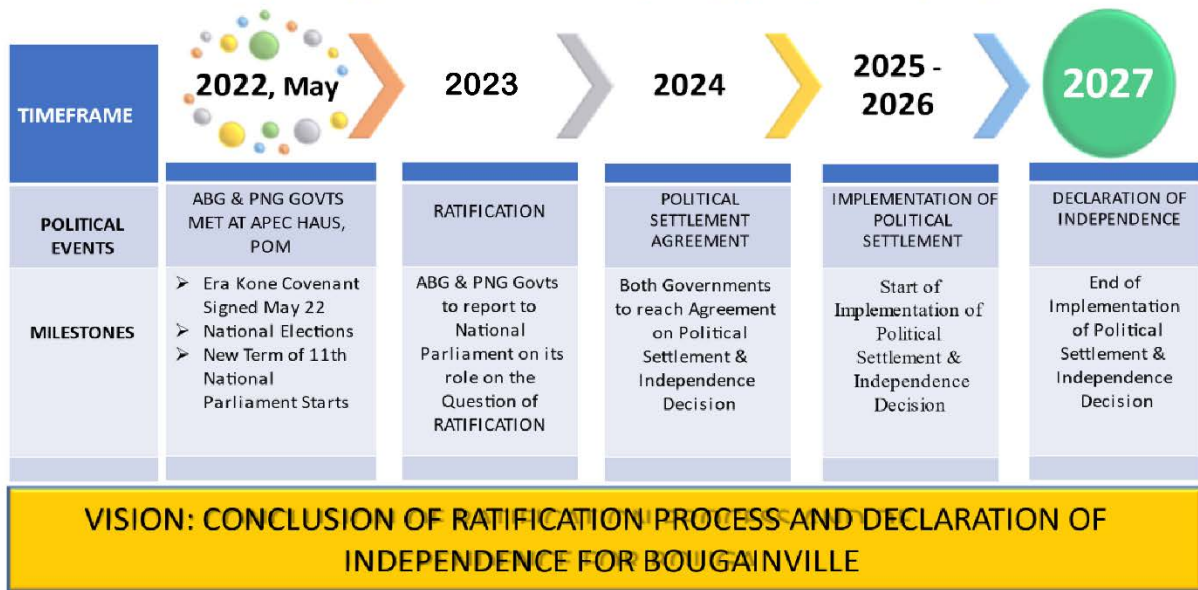 TIMEFRAME
2022, May
2023
2024
2025 -
2026
2027
POLITICAL
EVENTS
ABG & PNG GOVTS
MET AT APEC HAUS,
POM
RATIFICATION
POLITICAL
SETTLEMENT
AGREEMENT
IMPLEMENTATION OF
POLITICAL
SETTLEMENT
DECLARATION OF
INDEPENDENCE
MILESTONES
➢ Era Kone Covenant
Signed May 22
➢ National Elections
➢ New Term of 11th
National
Parliament Starts
ABG & PNG Govts
to report to
National
Parliament on its
role on the
Question of
RATIFICATION
Both Governments
to reach Agreement
on Political
Settlement &
Independence
Decision
Start of
Implementation of
Political
Settlement &
Independence
Decision
End of
Implementation
of Political
Settlement &
Independence
Decision
VISION: CONCLUSION OF RATIFICATION PROCESS AND DECLARATION OF
INDEPENDENCE FOR BOUGAINVILLE